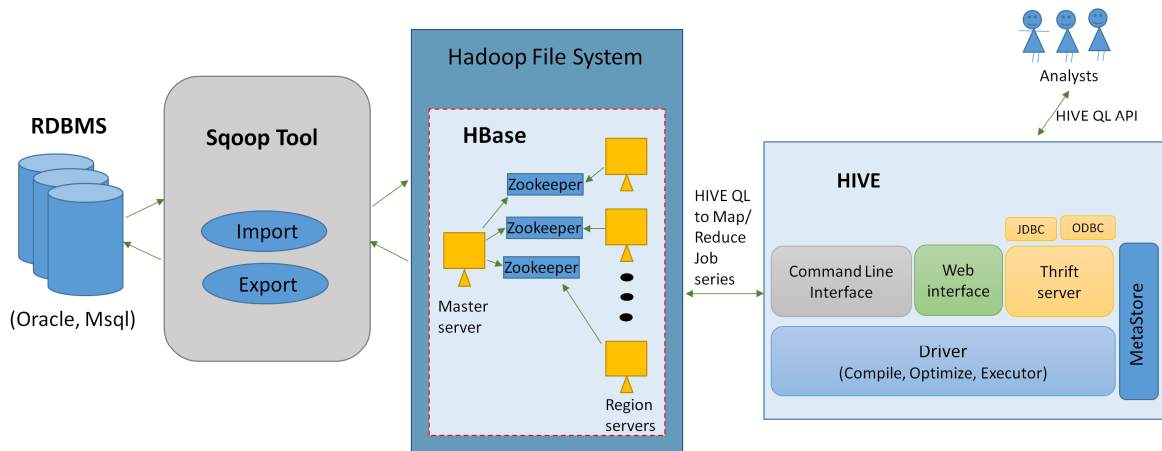 RDBMS
(Oracle, Msql)
Sqoop Tool
Import
Export
Hadoop File System
HBase
Zookeeper
Zookeeper
Zookeeper
Master
server
Region
servers
HIVE QL
to Map/
Reduce
Job
series
Analysts
HIVE QL API
HIVE
JDBC
ODBC
Command Line
Interface
Web
interface
Thrift
server
MetaStore
Driver
(Compile, Optimize, Executor)